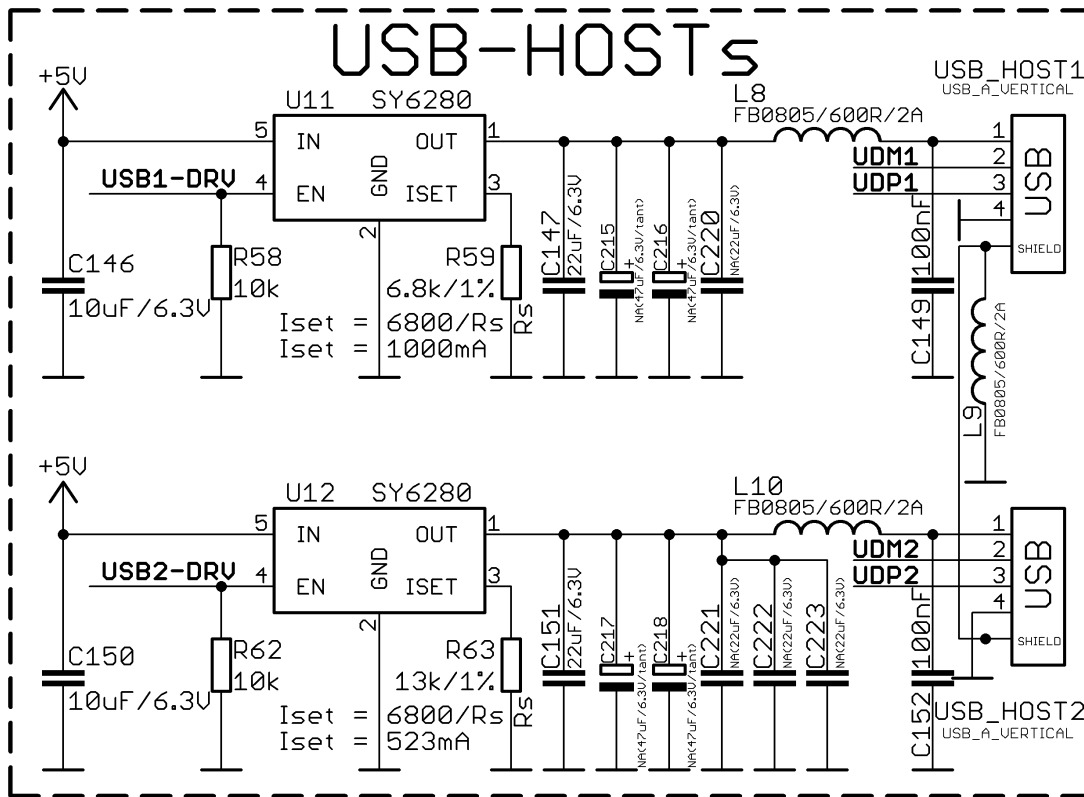 USB-HOSTs
+5V
U11 SY6280
5 IN OUT 1
USB1-DRV 4 EN GND ISET 3
2
C146
10uF/6.3V
R58
10k
R59
6.8k/1%
Rs
Iset = 6800/Rs
Iset = 1000mA
C147
22uF/6.3V
C215
+
NA(47uF/6.3V/tant)
C216
+
NA(47uF/6.3V/tant)
C220
NA(22uF/6.3V)
L8
FB0805/600R/2A
USB_HOST1
USB_A_VERTICAL
1
UDM1 2
UDP1 3
4
USB
SHIELD
C149
100nF
L9
FB0805/600R/2A
+5V
U12 SY6280
5 IN OUT 1
USB2-DRV 4 EN GND ISET 3
2
C150
10uF/6.3V
R62
10k
R63
13k/1%
Rs
Iset = 6800/Rs
Iset = 523mA
C151
22uF/6.3V
C217
+
NA(47uF/6.3V/tant)
C218
+
NA(47uF/6.3V/tant)
C221
NA(22uF/6.3V)
C222
NA(22uF/6.3V)
C223
NA(22uF/6.3V)
L10
FB0805/600R/2A
1
UDM2 2
UDP2 3
4
USB
SHIELD
C152
100nF
USB_HOST2
USB_A_VERTICAL